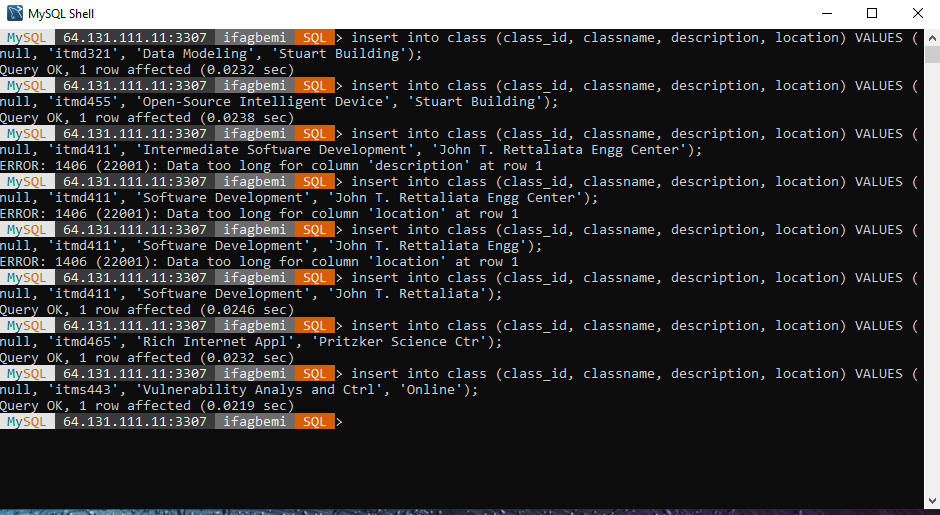 MySQL Shell
MySQL 64.131.111.11:3307 ifagbemi SQL > insert into class (class_id, classname, description, location) VALUES (
null, 'itmd321', 'Data Modeling', 'Stuart Building');
Query OK, 1 row affected (0.0232 sec)
MySQL 64.131.111.11:3307 ifagbemi SQL > insert into class (class_id, classname, description, location) VALUES (
null, 'itmd455', 'Open-Source Intelligent Device', 'Stuart Building');
Query OK, 1 row affected (0.0238 sec)
MySQL 64.131.111.11:3307 ifagbemi SQL > insert into class (class_id, classname, description, location) VALUES (
null, 'itmd411', 'Intermediate Software Development', 'John T. Rettaliata Engg Center');
ERROR: 1406 (22001): Data too long for column 'description' at row 1
MySQL 64.131.111.11:3307 ifagbemi SQL > insert into class (class_id, classname, description, location) VALUES (
null, 'itmd411', 'Software Development', 'John T. Rettaliata Engg Center');
ERROR: 1406 (22001): Data too long for column 'location' at row 1
MySQL 64.131.111.11:3307 ifagbemi SQL > insert into class (class_id, classname, description, location) VALUES (
null, 'itmd411', 'Software Development', 'John T. Rettaliata Engg');
ERROR: 1406 (22001): Data too long for column 'location' at row 1
MySQL 64.131.111.11:3307 ifagbemi SQL > insert into class (class_id, classname, description, location) VALUES (
null, 'itmd411', 'Software Development', 'John T. Rettaliata');
Query OK, 1 row affected (0.0246 sec)
MySQL 64.131.111.11:3307 ifagbemi SQL > insert into class (class_id, classname, description, location) VALUES (
null, 'itmd465', 'Rich Internet Appl', 'Pritzker Science Ctr');
Query OK, 1 row affected (0.0232 sec)
MySQL 64.131.111.11:3307 ifagbemi SQL > insert into class (class_id, classname, description, location) VALUES (
null, 'itms443', 'Vulnerability Analys and Ctrl', 'Online');
Query OK, 1 row affected (0.0219 sec)
MySQL 64.131.111.11:3307 ifagbemi SQL >